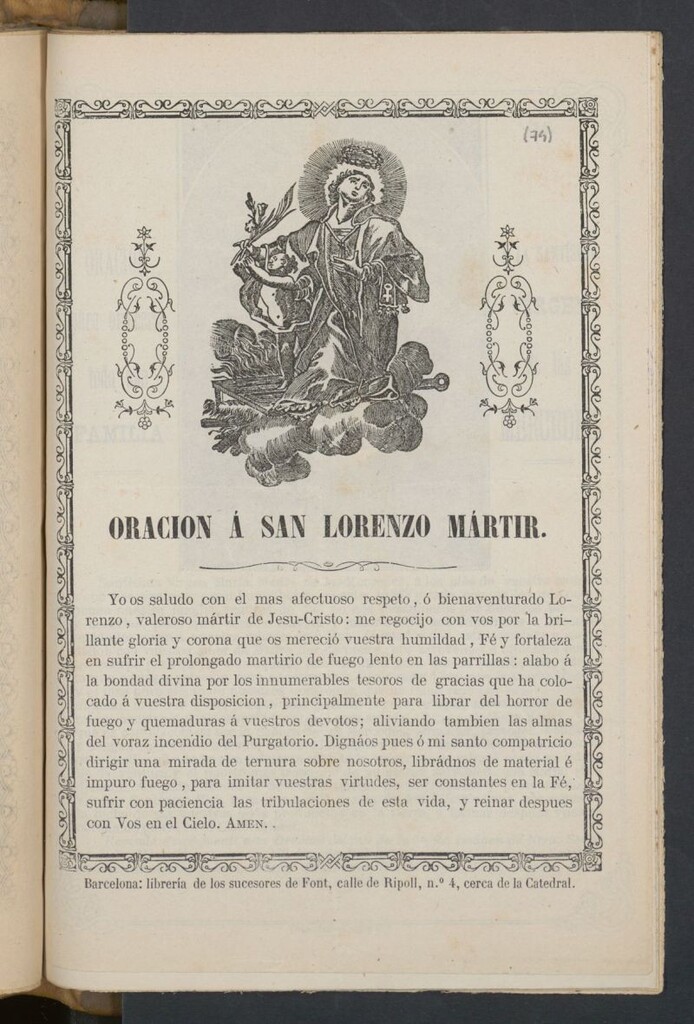 (74)
ORACION Á SAN LORENZO MÁRTIR.
Yo os saludo con el mas afectuoso respeto, ó bienaventurado Lo-
renzo, valeroso mártir de Jesu-Cristo: me regocijo con vos por la bri-
llante gloria y corona que os mereció vuestra humildad, Fé y fortaleza
en sufrir el prolongado martirio de fuego lento en las parrillas: alabo á
la bondad divina por los innumerables tesoros de gracias que ha colo-
cado á vuestra disposicion, principalmente para librar del horror de
fuego y quemaduras á vuestros devotos; aliviando tambien las almas
del voraz incendio del Purgatorio. Dignáos pues ó mi santo compatricio
dirigir una mirada de ternura sobre nosotros, librádnos de material é
impuro fuego, para imitar vuestras virtudes, ser constantes en la Fé,
sufrir con paciencia las tribulaciones de esta vida, y reinar despues
con Vos en el Cielo. AMEN.
Barcelona: librería de los sucesores de Font, calle de Ripoll, n.º 4, cerca de la Catedral.